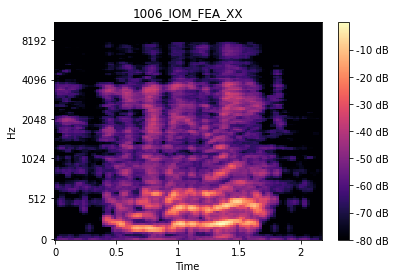 1006_IOM_FEA_XX
8192
4096
2048
1024
512
0
Hz
0
0.5
1
1.5
2
Time
-10 dB
-20 dB
-30 dB
-40 dB
-50 dB
-60 dB
-70 dB
-80 dB